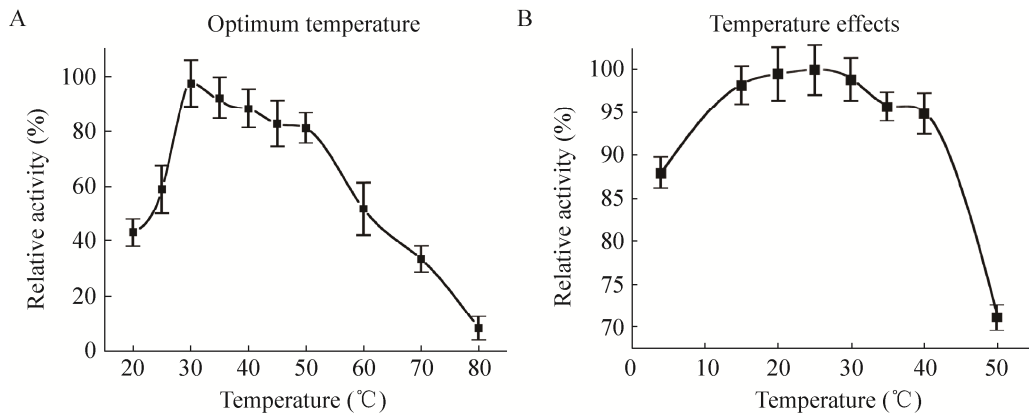 A
Optimum temperature
Relative activity (%)
100
80
60
40
20
0
20 30 40 50 60 70 80
Temperature (℃)
B
Temperature effects
Relative activity (%)
100
95
90
85
80
75
70
0 10 20 30 40 50
Temperature (℃)